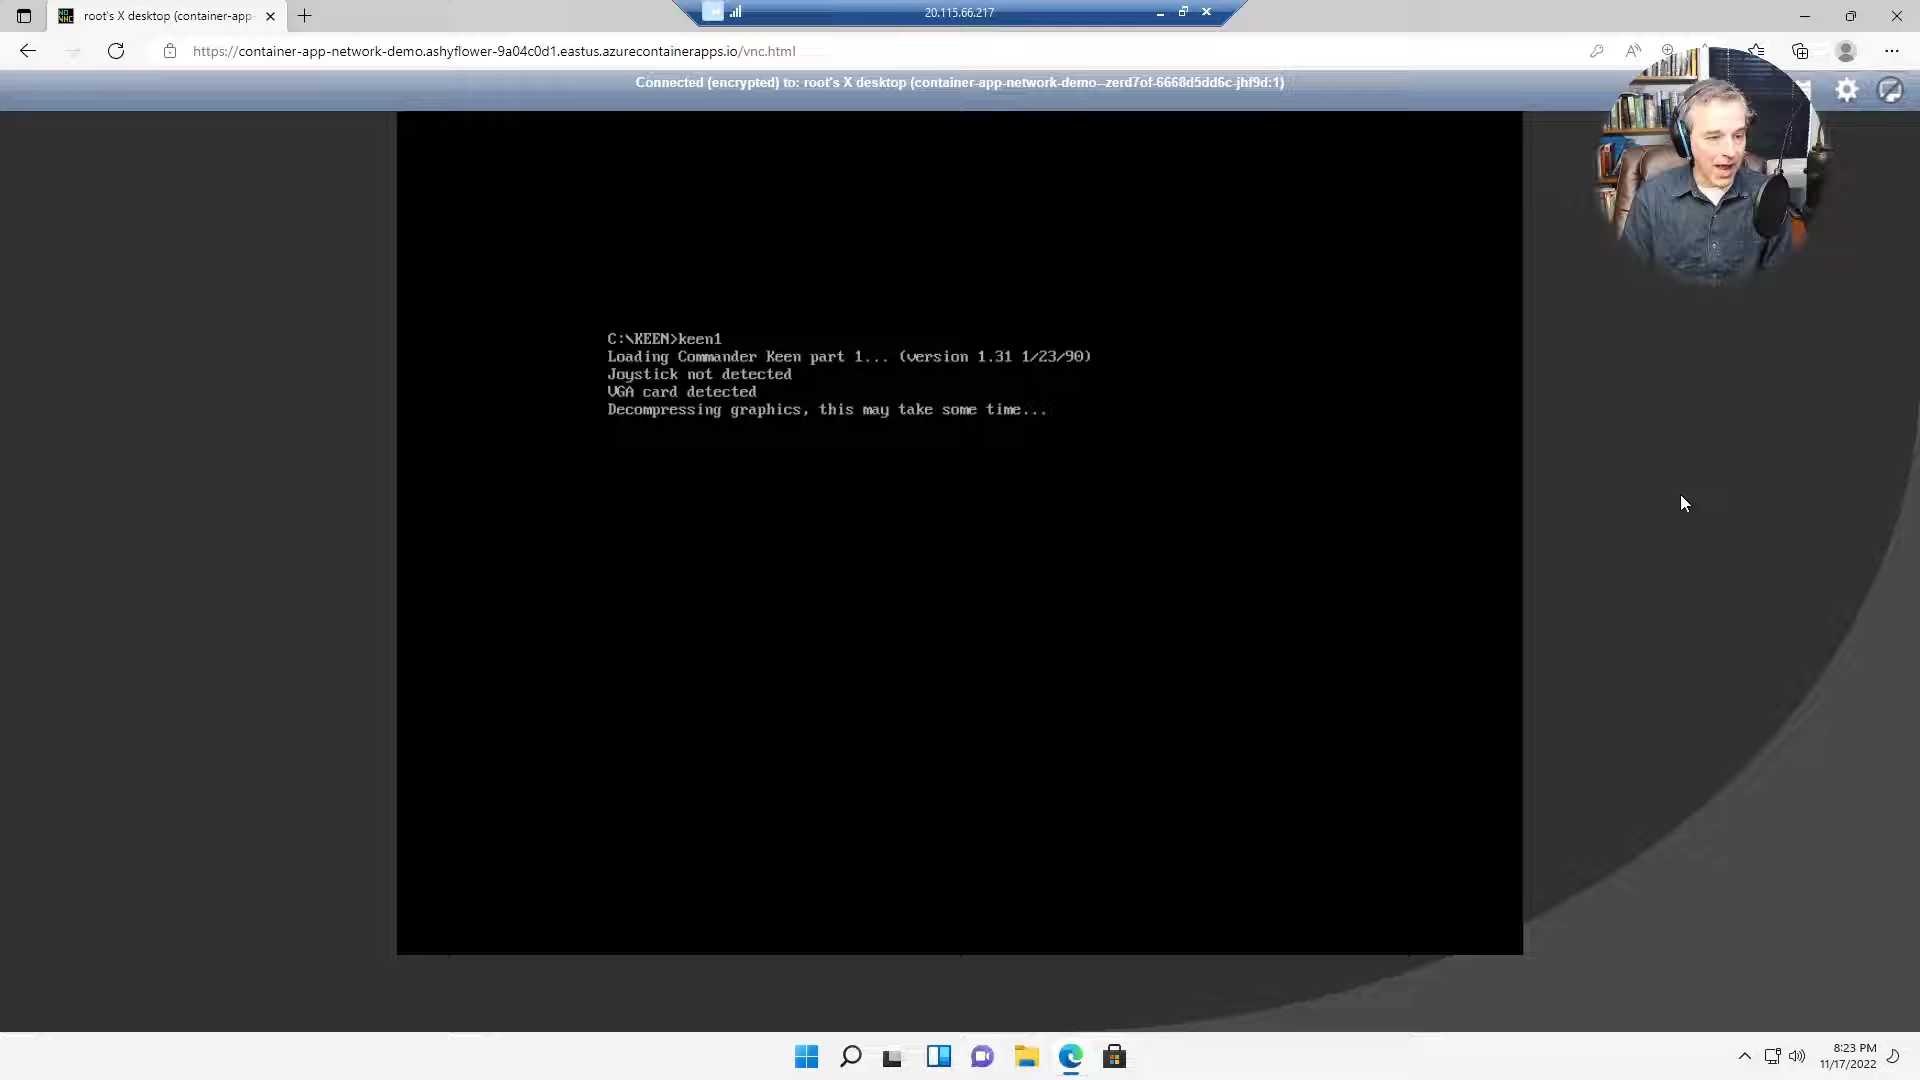 root's X desktop (container-app-
20.115.66.217
https://container-app-network-demo.ashyflower-9a04c0d1.eastus.azurecontainerapps.io/vnc.html
Connected (encrypted) to: root's X desktop (container-app-network-demo--zerd7of-6668d5dd6c-jhf9d:1)
C:\KEEN>keen1
Loading Commander Keen part 1... (version 1.31 1/23/90)
Joystick not detected
VGA card detected
Decompressing graphics, this may take some time...
8:23 PM
11/17/2022